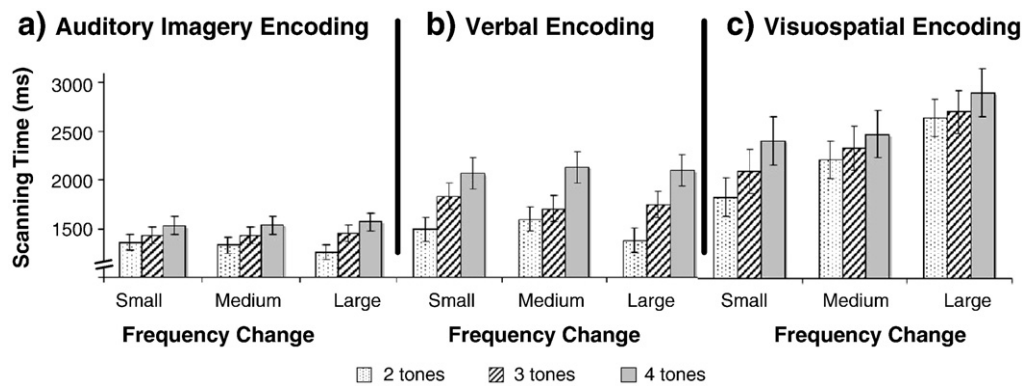 a) Auditory Imagery Encoding
b) Verbal Encoding
c) Visuospatial Encoding
Scanning Time (ms)
3000
2500
2000
1500
Small Medium Large
Small Medium Large
Small Medium Large
Frequency Change
Frequency Change
Frequency Change
2 tones 3 tones 4 tones